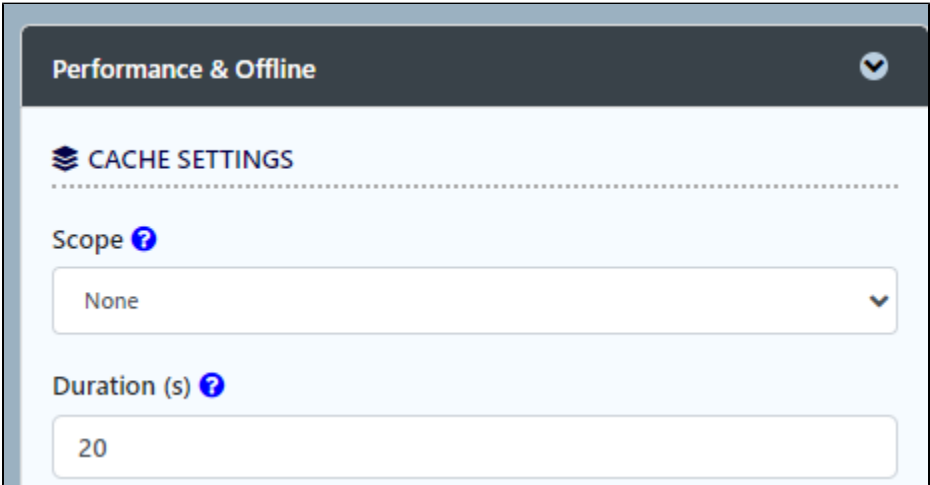 Performance & Offline
CACHE SETTINGS
Scope ?
None
Duration (s) ?
20